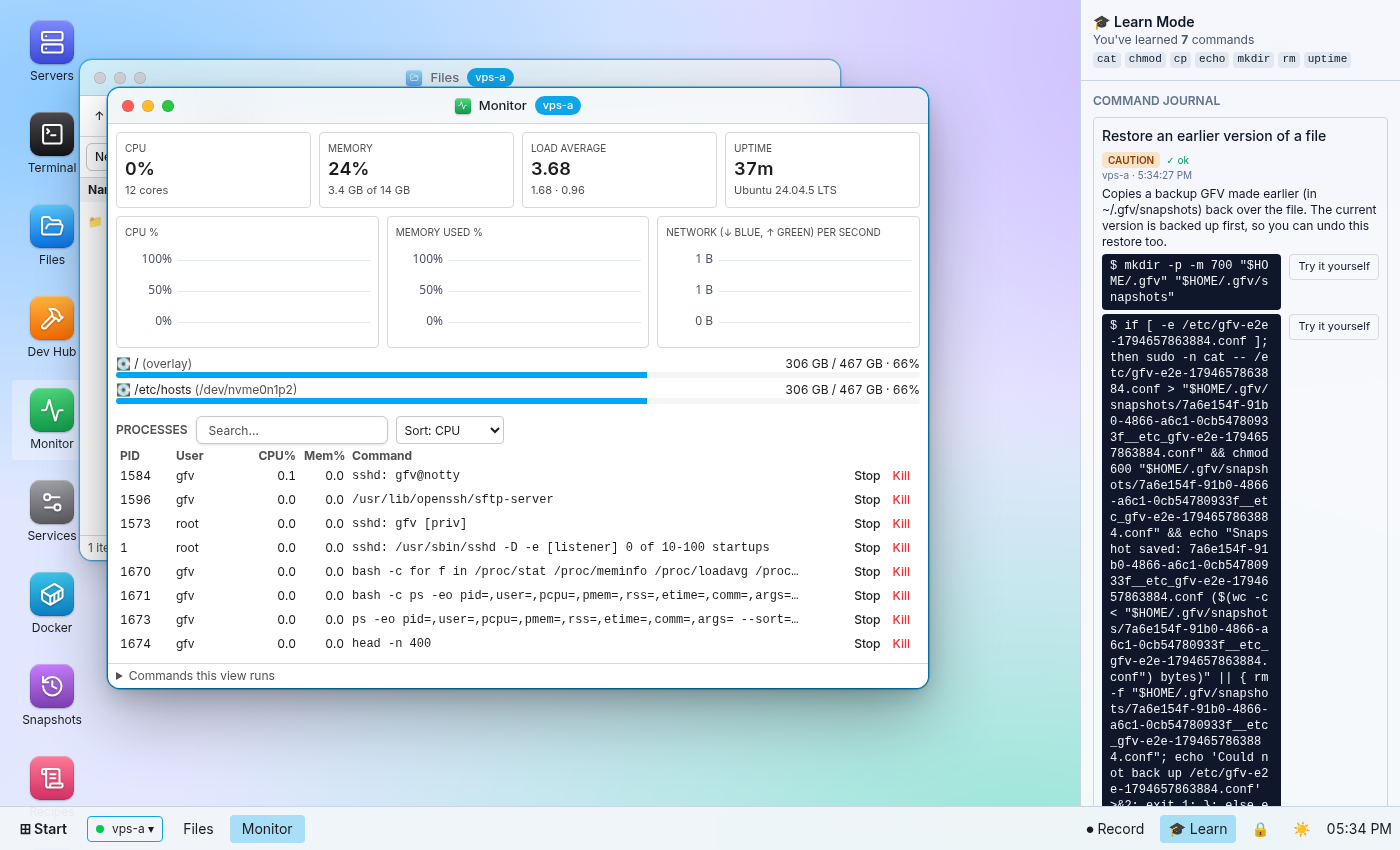 Servers
Terminal
Files
Dev Hub
Monitor
Services
Docker
Snapshots
Recipes
Files vps-a
↑
Ne
Nar
1 ite
Monitor vps-a
CPU
0%
12 cores
MEMORY
24%
3.4 GB of 14 GB
LOAD AVERAGE
3.68
1.68 · 0.96
UPTIME
37m
Ubuntu 24.04.5 LTS
CPU %
100%
50%
0%
MEMORY USED %
100%
50%
0%
NETWORK (↓ BLUE, ↑ GREEN) PER SECOND
1 B
1 B
0 B
/ (overlay) 306 GB / 467 GB · 66%
/etc/hosts (/dev/nvme0n1p2) 306 GB / 467 GB · 66%
PROCESSES Search... Sort: CPU
PID User CPU% Mem% Command
1584 gfv 0.1 0.0 sshd: gfv@notty Stop Kill
1596 gfv 0.0 0.0 /usr/lib/openssh/sftp-server Stop Kill
1573 root 0.0 0.0 sshd: gfv [priv] Stop Kill
1 root 0.0 0.0 sshd: /usr/sbin/sshd -D -e [listener] 0 of 10-100 startups Stop Kill
1670 gfv 0.0 0.0 bash -c for f in /proc/stat /proc/meminfo /proc/loadavg /proc… Stop Kill
1671 gfv 0.0 0.0 bash -c ps -eo pid=,user=,pcpu=,pmem=,rss=,etime=,comm=,args=… Stop Kill
1673 gfv 0.0 0.0 ps -eo pid=,user=,pcpu=,pmem=,rss=,etime=,comm=,args= --sort=… Stop Kill
1674 gfv 0.0 0.0 head -n 400 Stop Kill
▶ Commands this view runs
🎓 Learn Mode
You've learned 7 commands
cat chmod cp echo mkdir rm uptime
COMMAND JOURNAL
Restore an earlier version of a file
CAUTION ✓ ok
vps-a · 5:34:27 PM
Copies a backup GFV made earlier (in
~/.gfv/snapshots) back over the file. The current
version is backed up first, so you can undo this
restore too.
$ mkdir -p -m 700 "$HO
ME/.gfv" "$HOME/.gfv/s
napshots"
Try it yourself
$ if [ -e /etc/gfv-e2e
-1794657863884.conf ];
then sudo -n cat -- /e
tc/gfv-e2e-17946578638
84.conf > "$HOME/.gfv/
snapshots/7a6e154f-91b
0-4866-a6c1-0cb5478093
3f__etc_gfv-e2e-179465
7863884.conf" && chmod
600 "$HOME/.gfv/snapsh
ots/7a6e154f-91b0-4866
-a6c1-0cb54780933f__et
c_gfv-e2e-179465786388
4.conf" && echo "Snaps
hot saved: 7a6e154f-91
b0-4866-a6c1-0cb547809
33f__etc_gfv-e2e-17946
57863884.conf ($(wc -c
< "$HOME/.gfv/snapshot
s/7a6e154f-91b0-4866-a
6c1-0cb54780933f__etc_
gfv-e2e-1794657863884.
conf") bytes)" || { rm
-f "$HOME/.gfv/snapsho
ts/7a6e154f-91b0-4866-
a6c1-0cb54780933f__etc
_gfv-e2e-179465786388
4.conf"; echo 'Could n
ot back up /etc/gfv-e2
e-1794657863884.conf'
>&2; exit 1; }; else e
Try it yourself
⊞ Start vps-a ▾ Files Monitor ● Record 🎓 Learn 05:34 PM